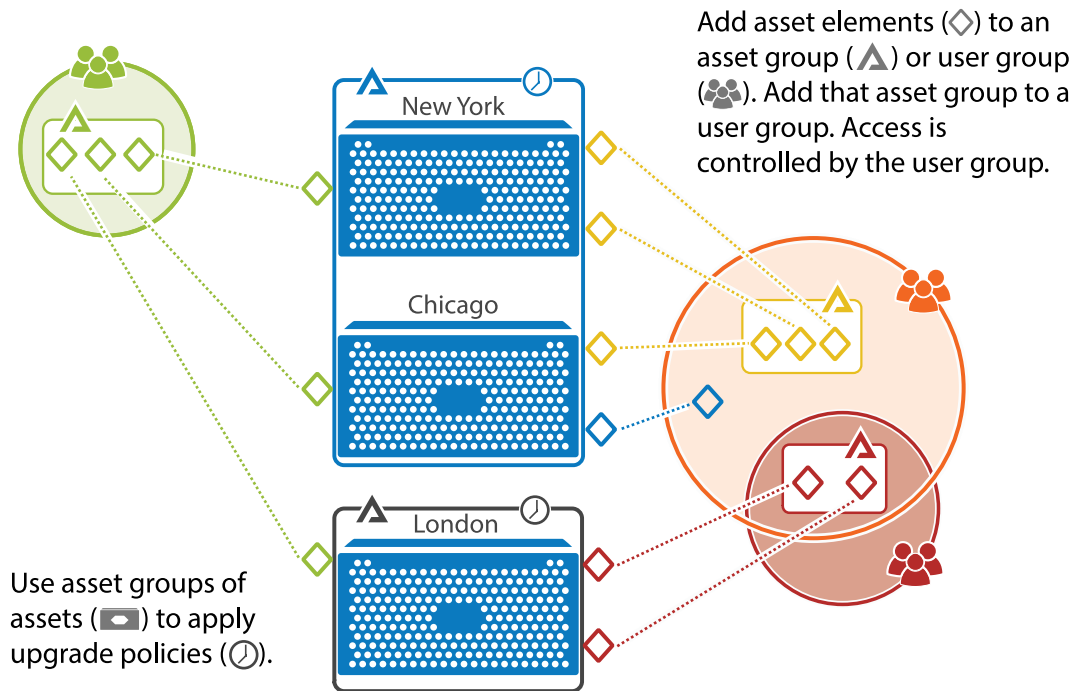 Add asset elements (◇) to an
asset group ( ) or user group
( ). Add that asset group to a
user group. Access is
controlled by the user group.
New York
Chicago
London
Use asset groups of
assets ( ) to apply
upgrade policies ( ).